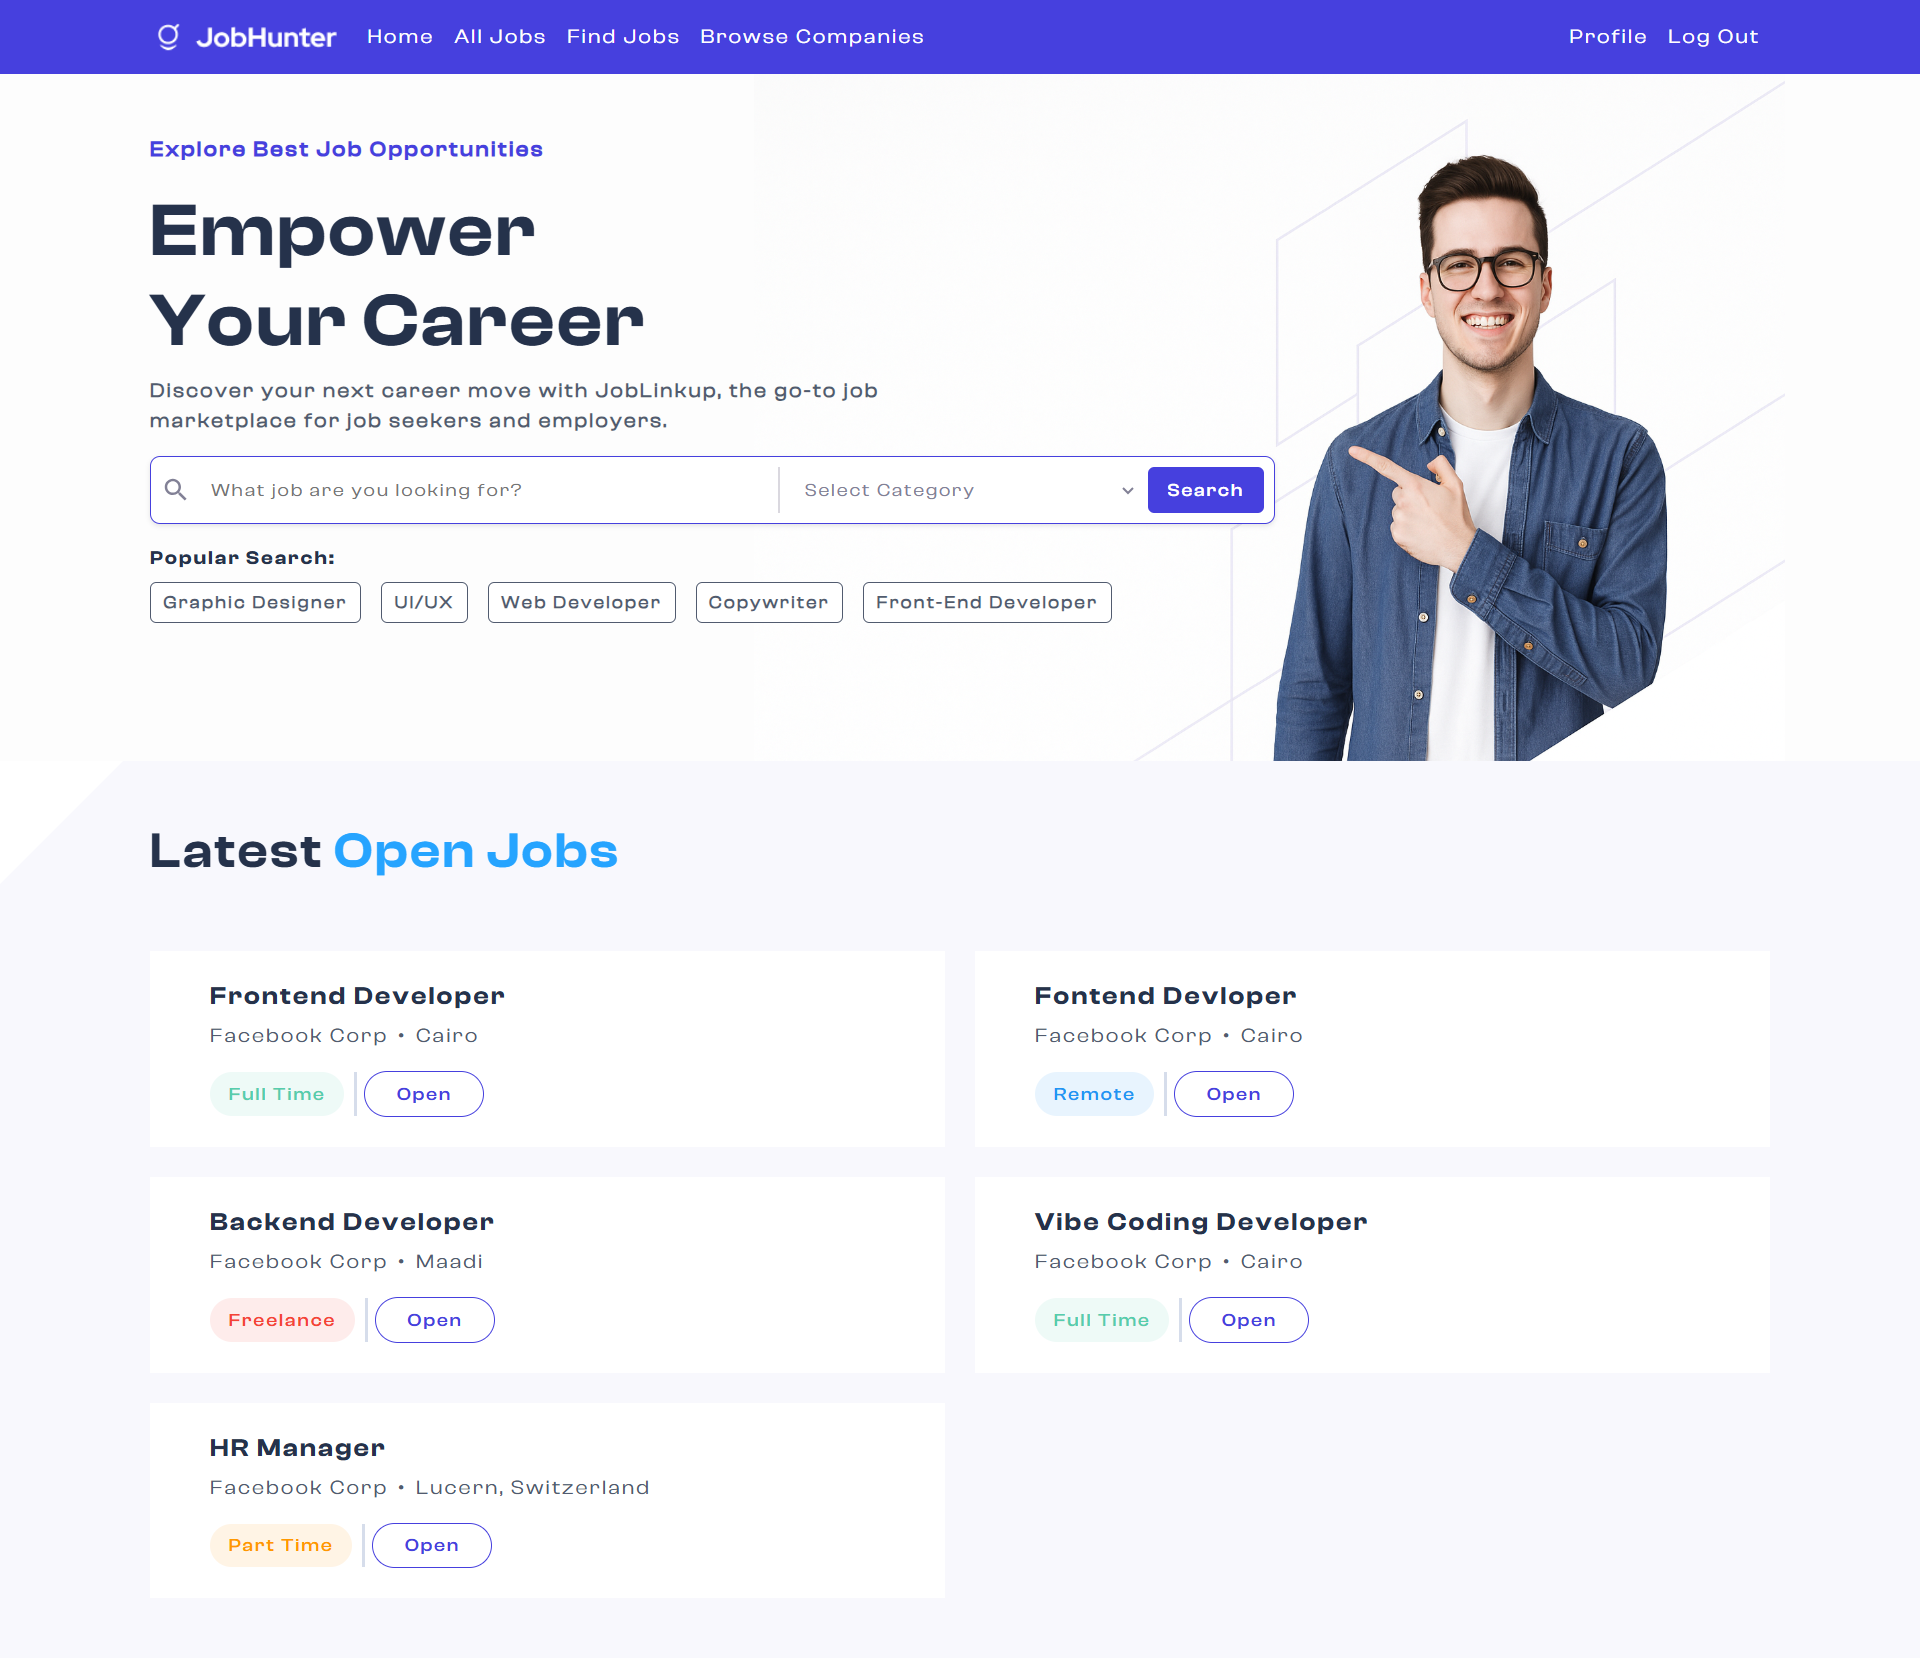 JobHunter Home All Jobs Find Jobs Browse Companies Profile Log Out
Explore Best Job Opportunities
Empower
Your Career
Discover your next career move with JobLinkup, the go-to job
marketplace for job seekers and employers.
What job are you looking for? Select Category Search
Popular Search:
Graphic Designer UI/UX Web Developer Copywriter Front-End Developer
Latest Open Jobs
Frontend Developer
Facebook Corp • Cairo
Full Time Open
Fontend Devloper
Facebook Corp • Cairo
Remote Open
Backend Developer
Facebook Corp • Maadi
Freelance Open
Vibe Coding Developer
Facebook Corp • Cairo
Full Time Open
HR Manager
Facebook Corp • Lucern, Switzerland
Part Time Open